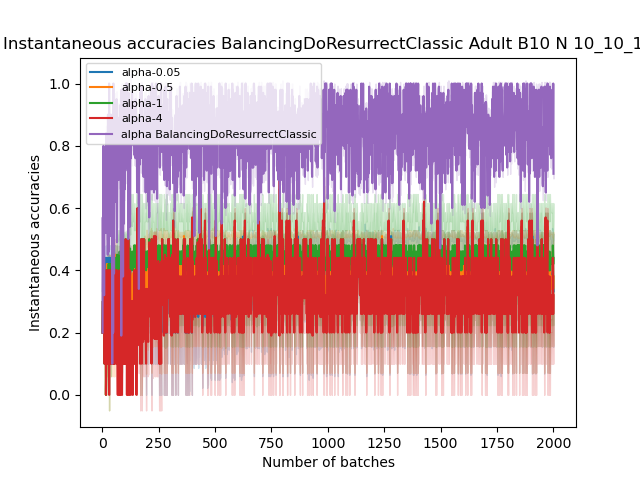 Instantaneous accuracies BalancingDoResurrectClassic Adult B10 N 10_10_1
alpha-0.05
alpha-0.5
alpha-1
alpha-4
alpha BalancingDoResurrectClassic
Instantaneous accuracies
1.0
0.8
0.6
0.4
0.2
0.0
0 250 500 750 1000 1250 1500 1750 2000
Number of batches